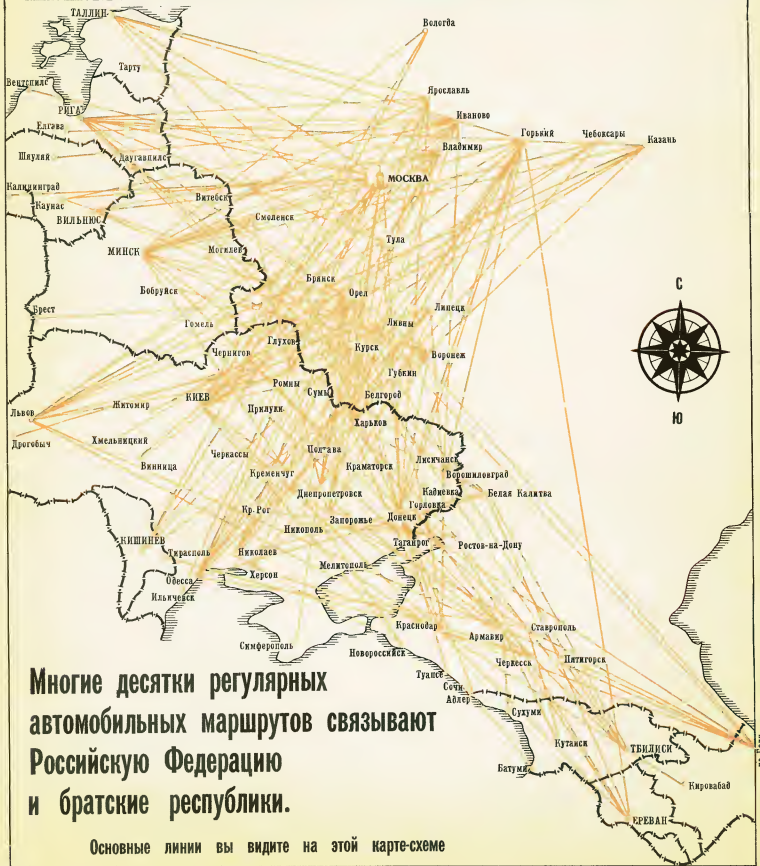 ТАЛЛИН
Вологда
Тарту
Вентспилс
Ярославль
РИГА
Иваново
Елгава
Горький
Чебоксары
Казань
Владимир
Шяуляй
Даугавпилс
МОСКВА
Калининград
Каунас
Витебск
ВИЛЬНЮС
Смоленск
МИНСК
Могилев
Тула
Брянск
Бобруйск
Орел
Брест
Липецк
Гомель
Ливны
Глухов
Курск
Чернигов
Воронеж
Губкин
Ромны
Сумы
Белгород
КИЕВ
Житомир
Прилуки
Львов
Харьков
Дрогобыч
Хмельницкий
Черкассы
Полтава
Лисичанск
Винница
Кременчуг
Краматорск
Ворошиловград
Днепропетровск
Кадиевка
Белая Калитва
Горловка
Кр.Рог
Запорожье
Донецк
Никополь
КИШИНЕВ
Таганрог
Ростов-на-Дону
Тирасполь
Николаев
Мелитополь
Одесса
Херсон
Ильичевск
Краснодар
Ставрополь
Армавир
Симферополь
Новороссийск
Черкесск
Пятигорск
Туапсе
Сочи
Адлер
Сухуми
Кутаиси
ТБИЛИСИ
Батуми
Кировабад
ЕРЕВАН
С
Ю
Многие десятки регулярных
автомобильных маршрутов связывают
Российскую Федерацию
и братские республики.
Основные линии вы видите на этой карте-схеме